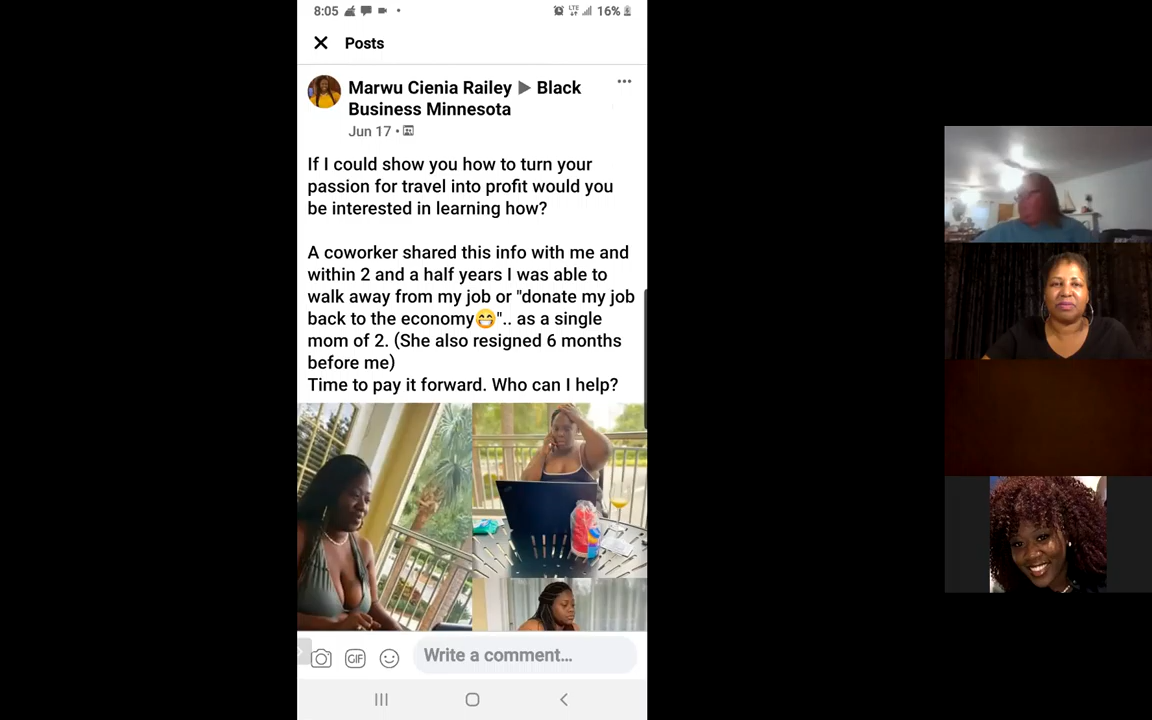 8:05
LTE 16%
Posts
Marwu Cienia Railey ▶ Black
Business Minnesota
Jun 17 •
If I could show you how to turn your
passion for travel into profit would you
be interested in learning how?
A coworker shared this info with me and
within 2 and a half years I was able to
walk away from my job or "donate my job
back to the economy😁".. as a single
mom of 2. (She also resigned 6 months
before me)
Time to pay it forward. Who can I help?
GIF
Write a comment...